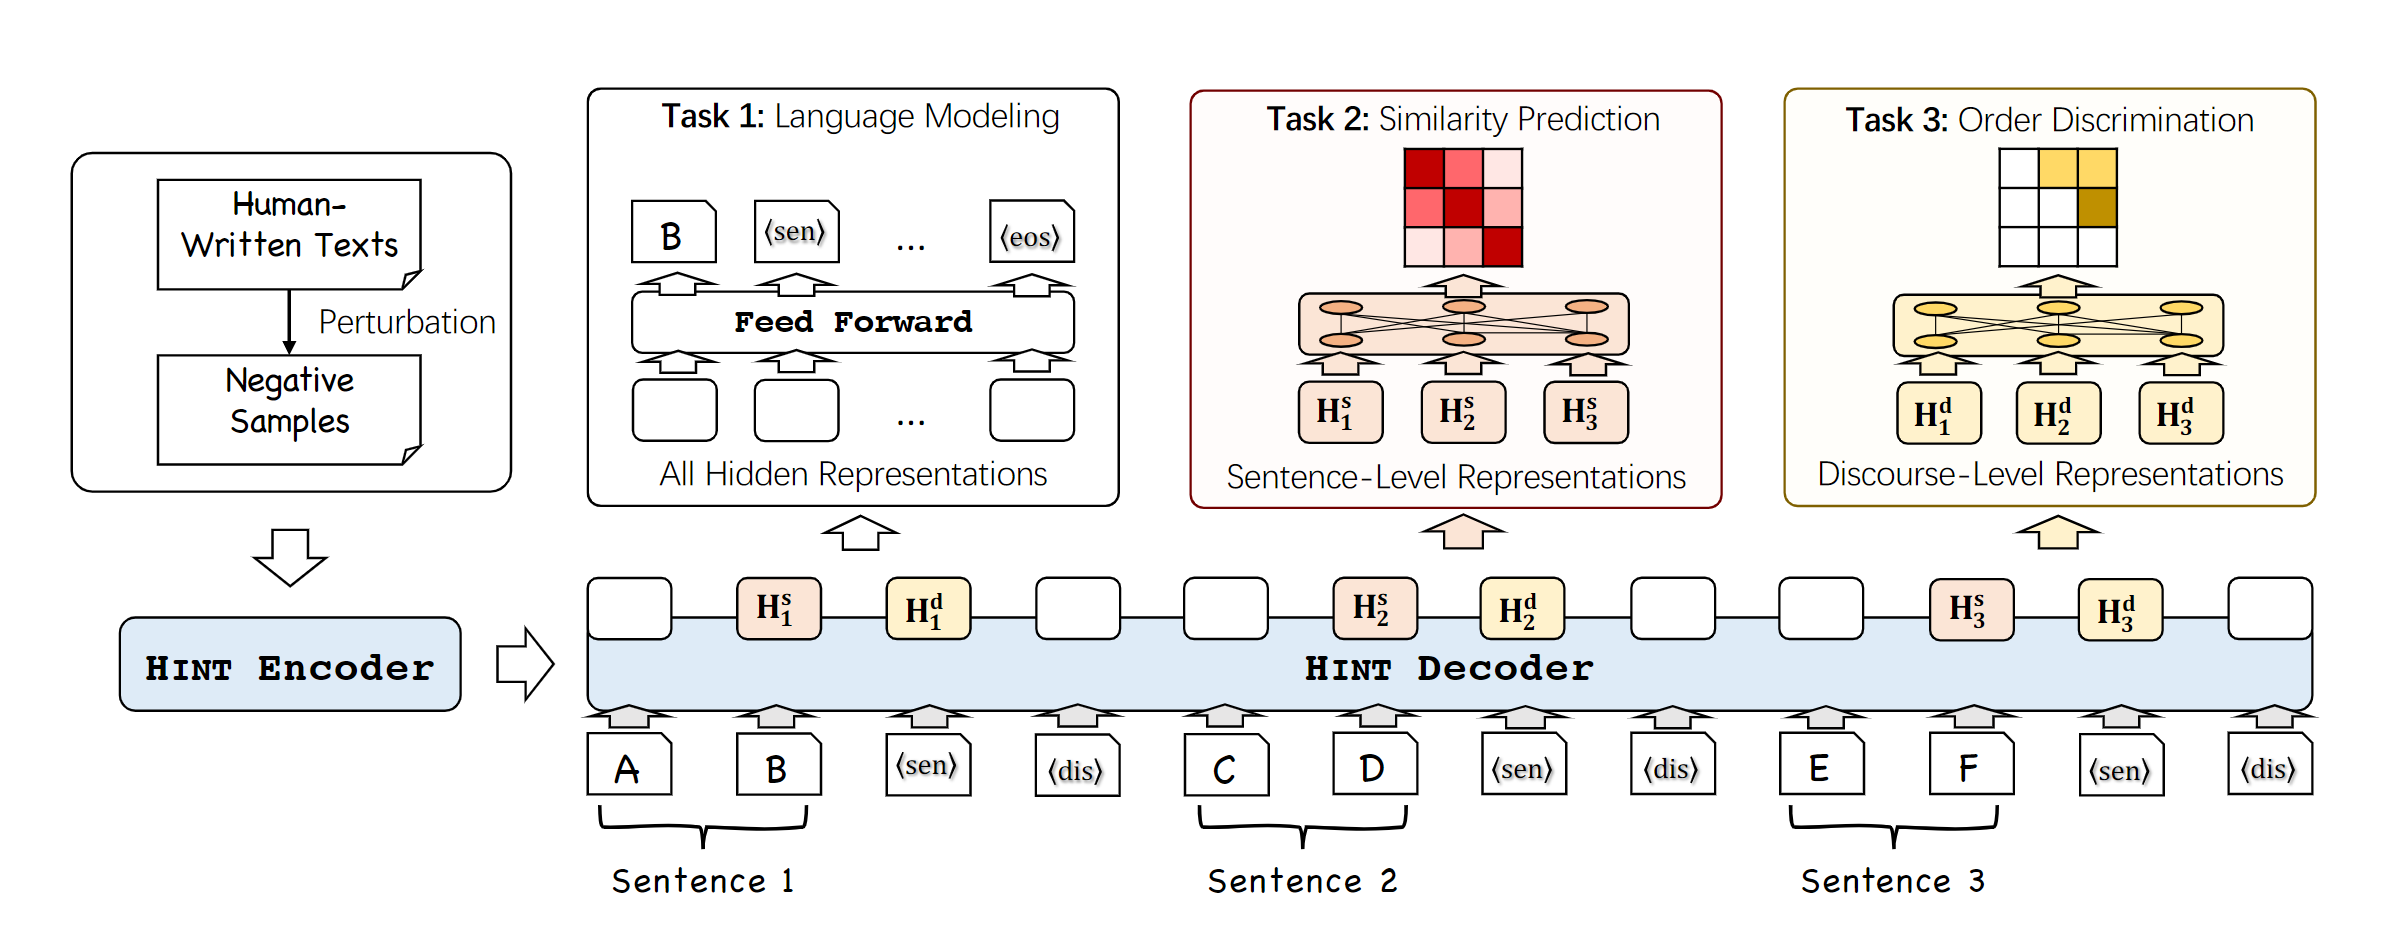 Human-
Written Texts
Perturbation
Negative
Samples
HINT Encoder
Task 1: Language Modeling
B ⟨sen⟩ ... ⟨eos⟩
Feed Forward
...
All Hidden Representations
Task 2: Similarity Prediction
H₁ˢ H₂ˢ H₃ˢ
Sentence-Level Representations
Task 3: Order Discrimination
H₁ᵈ H₂ᵈ H₃ᵈ
Discourse-Level Representations
H₁ˢ H₁ᵈ H₂ˢ H₂ᵈ H₃ˢ H₃ᵈ
HINT Decoder
A B ⟨sen⟩ ⟨dis⟩ C D ⟨sen⟩ ⟨dis⟩ E F ⟨sen⟩ ⟨dis⟩
Sentence 1 Sentence 2 Sentence 3